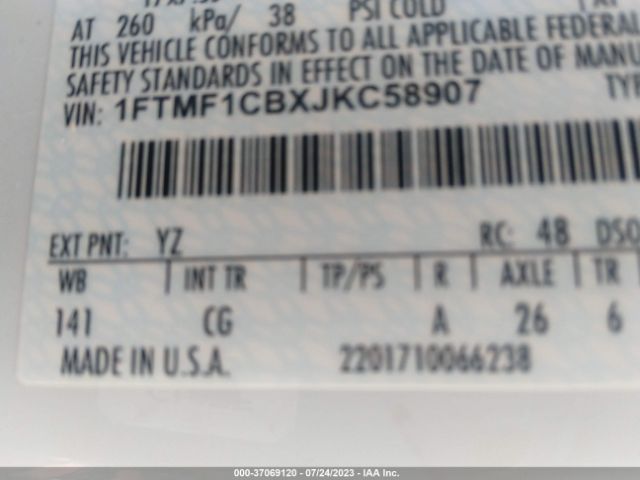 AT 260 kPa/ 38 PSI COLD
THIS VEHICLE CONFORMS TO ALL APPLICABLE FEDERAL
SAFETY STANDARDS IN EFFECT ON THE DATE OF MANU
VIN: 1FTMF1CBXJKC58907 TYP
EXT PNT: YZ RC: 48 DSO
WB INT TR TP/PS R AXLE TR
141 CG A 26 6
MADE IN U.S.A. 2201710066238
000-37069120 | 07/24/2023 - IAA Inc.